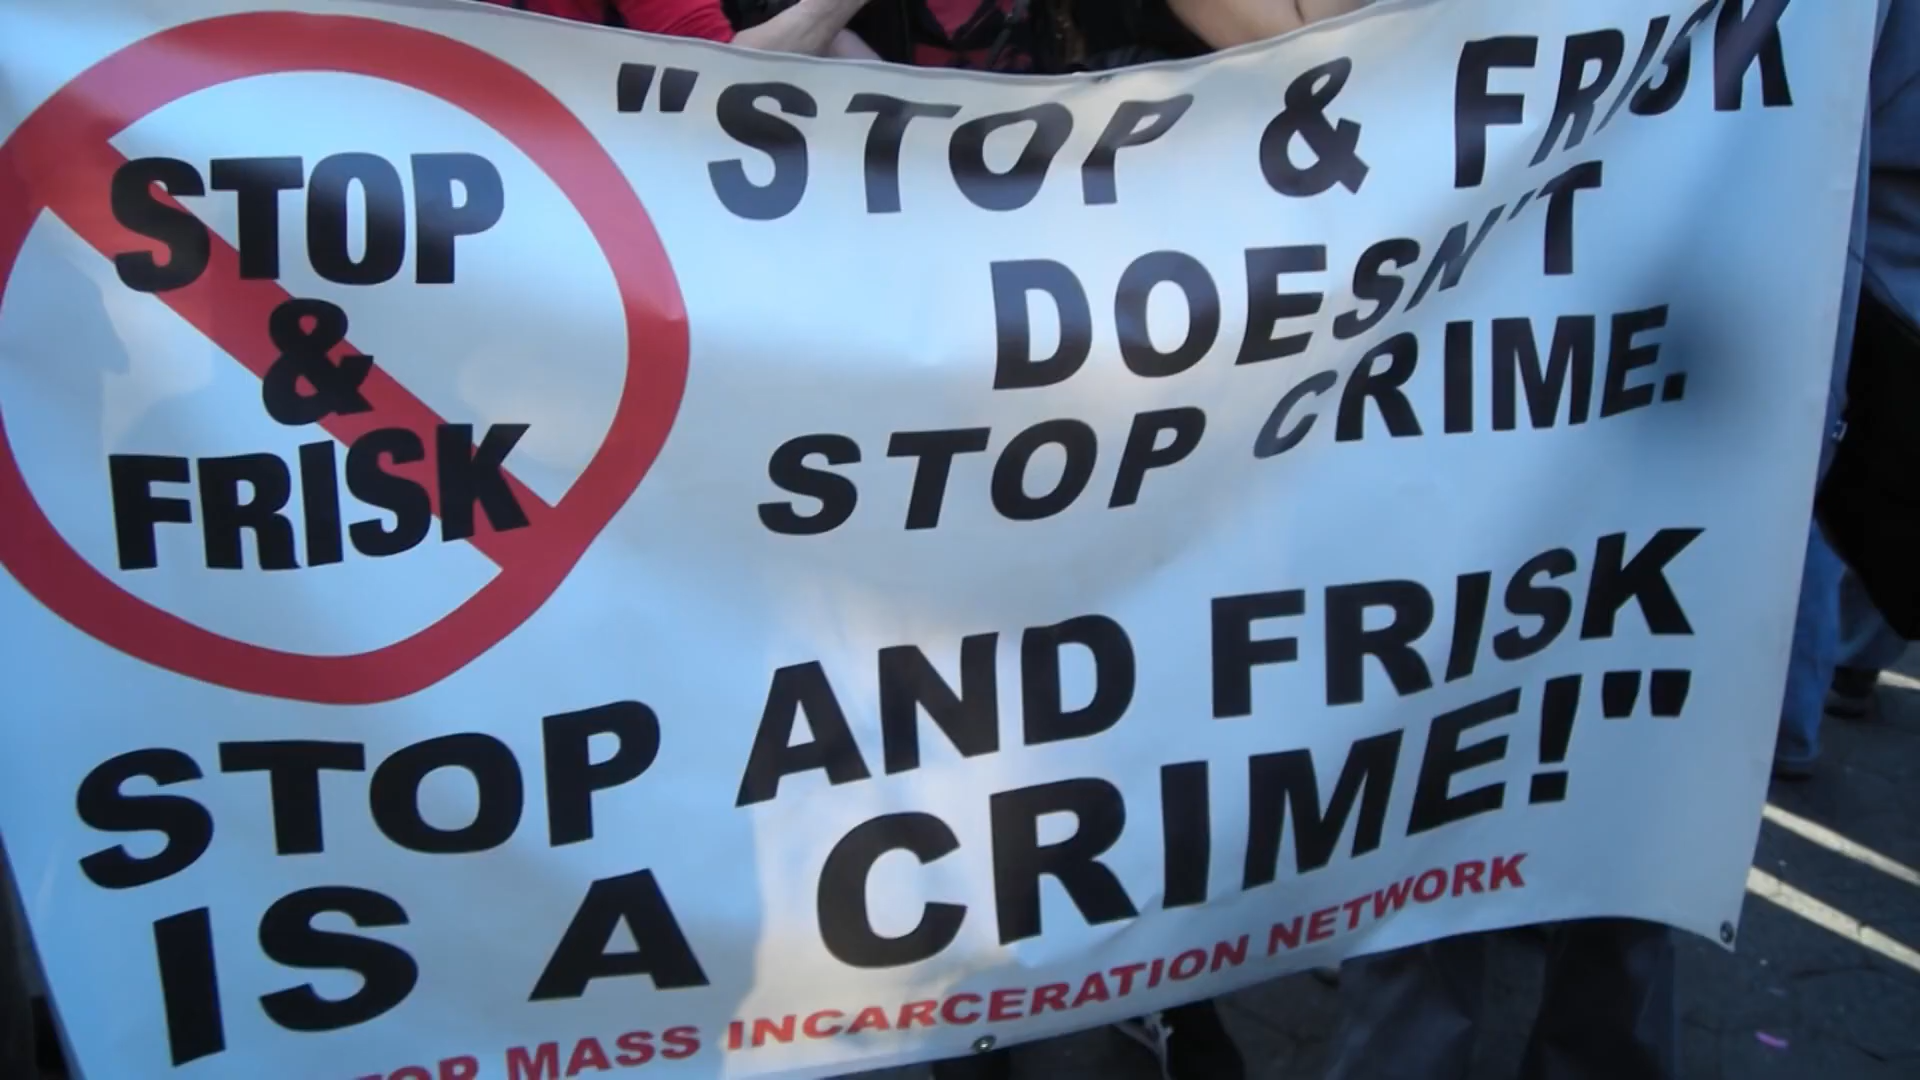 STOP
&
FRISK
"STOP & FRISK
DOESN'T
STOP CRIME.
STOP AND FRISK
IS A CRIME!"
MASS INCARCERATION NETWORK